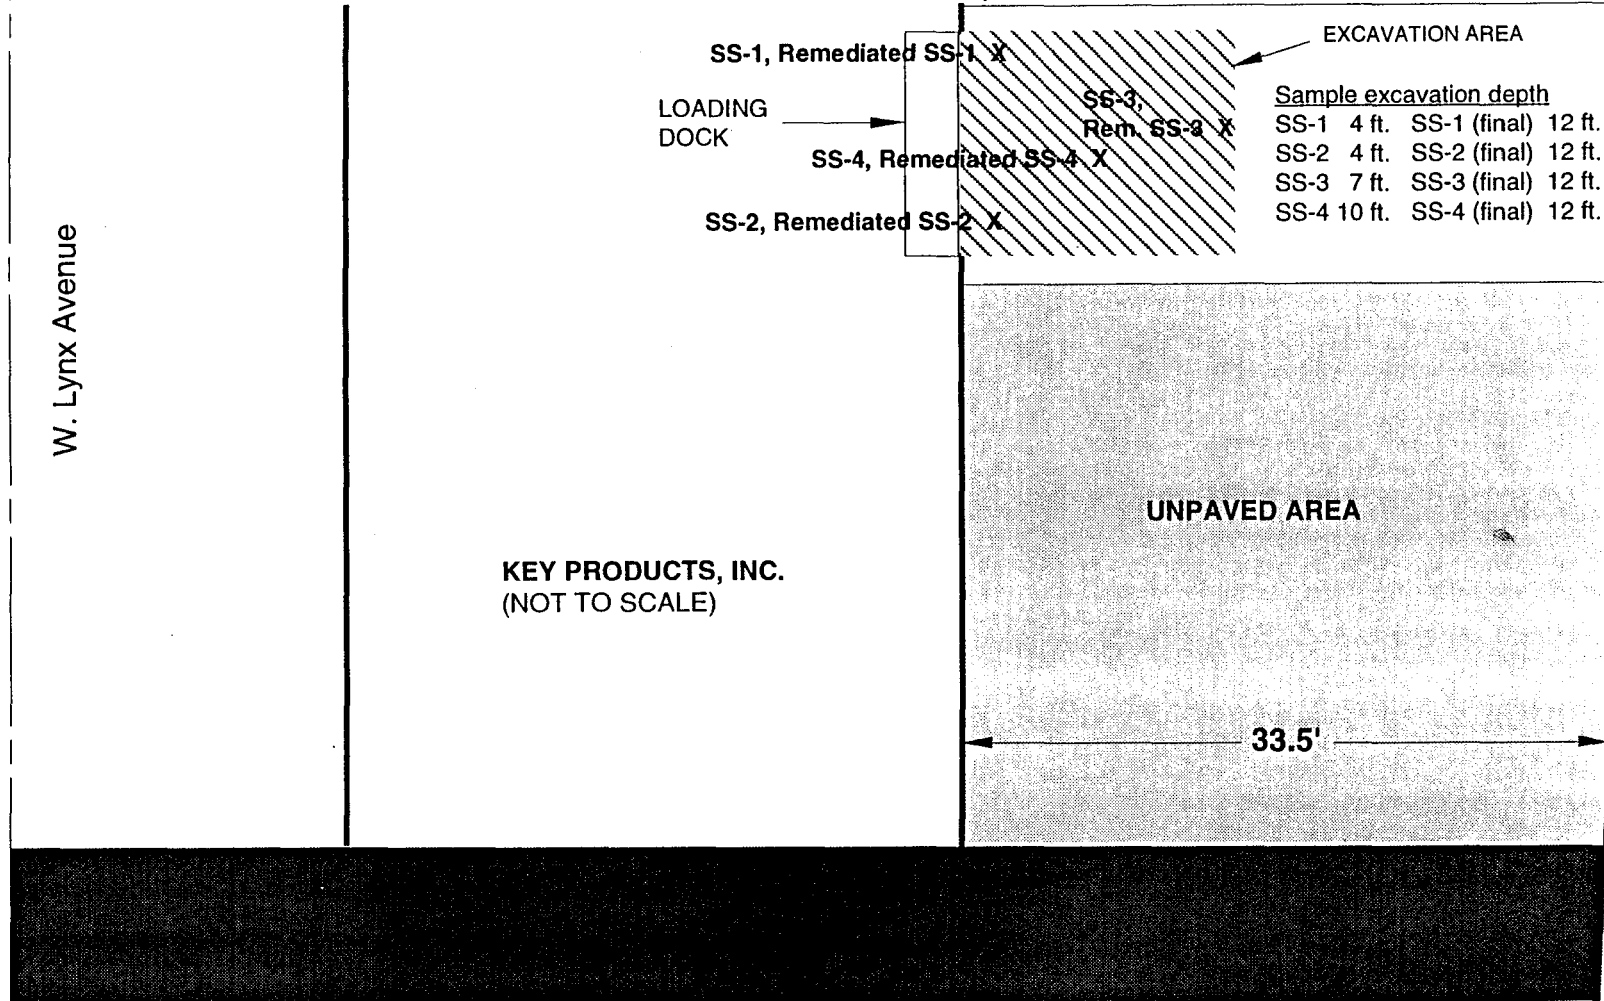 SS-1, Remediated SS-1 X
EXCAVATION AREA
LOADING
DOCK
SS-3,
Rem. SS-3 X
SS-4, Remediated SS-4 X
SS-2, Remediated SS-2 X
Sample excavation depth
SS-1 4 ft. SS-1 (final) 12 ft.
SS-2 4 ft. SS-2 (final) 12 ft.
SS-3 7 ft. SS-3 (final) 12 ft.
SS-4 10 ft. SS-4 (final) 12 ft.
W. Lynx Avenue
UNPAVED AREA
KEY PRODUCTS, INC.
(NOT TO SCALE)
33.5'